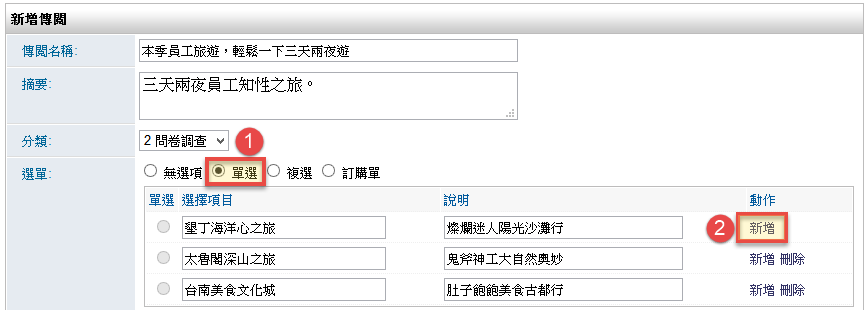 新增傳閱
傳閱名稱: 本季員工旅遊，輕鬆一下三天兩夜遊
摘要: 三天兩夜員工知性之旅。
分類: 2 問卷調查 1
選單: 無選項 單選 複選 訂購單
單選 選擇項目 說明 動作
墾丁海洋心之旅 燦爛迷人陽光沙灘行 2 新增
太魯閣深山之旅 鬼斧神工大自然奧妙 新增 刪除
台南美食文化城 肚子飽飽美食古都行 新增 刪除